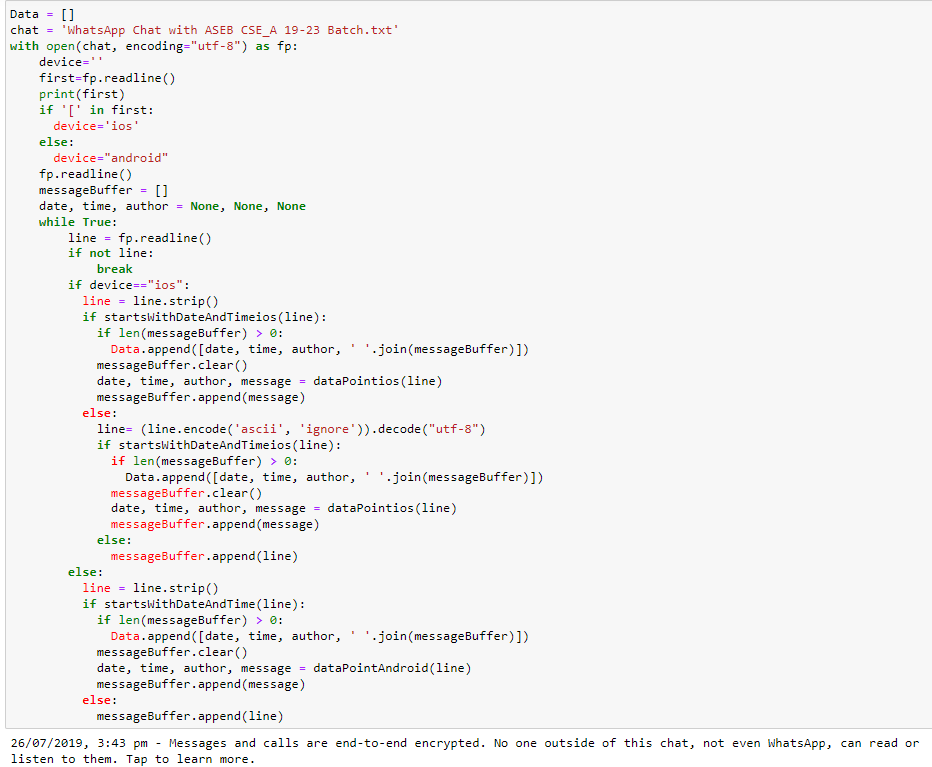 Data = []
chat = 'WhatsApp Chat with ASEB CSE_A 19-23 Batch.txt'
with open(chat, encoding="utf-8") as fp:
    device=''
    first=fp.readline()
    print(first)
    if '[' in first:
      device='ios'
    else:
      device="android"
    fp.readline()
    messageBuffer = []
    date, time, author = None, None, None
    while True:
        line = fp.readline()
        if not line:
            break
        if device=="ios":
          line = line.strip()
          if startsWithDateAndTimeios(line):
            if len(messageBuffer) > 0:
              Data.append([date, time, author, ' '.join(messageBuffer)])
            messageBuffer.clear()
            date, time, author, message = dataPointios(line)
            messageBuffer.append(message)
          else:
            line= (line.encode('ascii', 'ignore')).decode("utf-8")
            if startsWithDateAndTimeios(line):
              if len(messageBuffer) > 0:
                Data.append([date, time, author, ' '.join(messageBuffer)])
              messageBuffer.clear()
              date, time, author, message = dataPointios(line)
              messageBuffer.append(message)
            else:
              messageBuffer.append(line)
        else:
          line = line.strip()
          if startsWithDateAndTime(line):
            if len(messageBuffer) > 0:
              Data.append([date, time, author, ' '.join(messageBuffer)])
            messageBuffer.clear()
            date, time, author, message = dataPointAndroid(line)
            messageBuffer.append(message)
          else:
            messageBuffer.append(line)
26/07/2019, 3:43 pm - Messages and calls are end-to-end encrypted. No one outside of this chat, not even WhatsApp, can read or
listen to them. Tap to learn more.